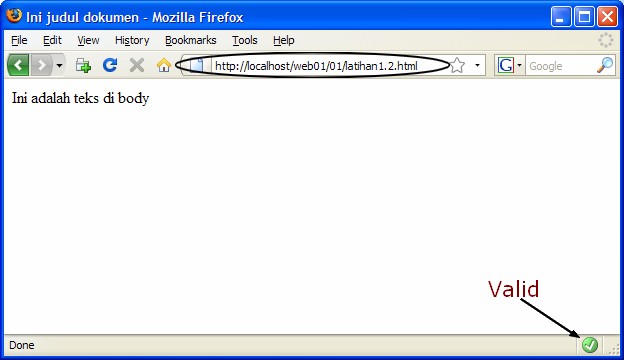 Ini judul dokumen - Mozilla Firefox
File Edit View History Bookmarks Tools Help
http://localhost/web01/01/latihan1.2.html G Google
Ini adalah teks di body
Valid
Done